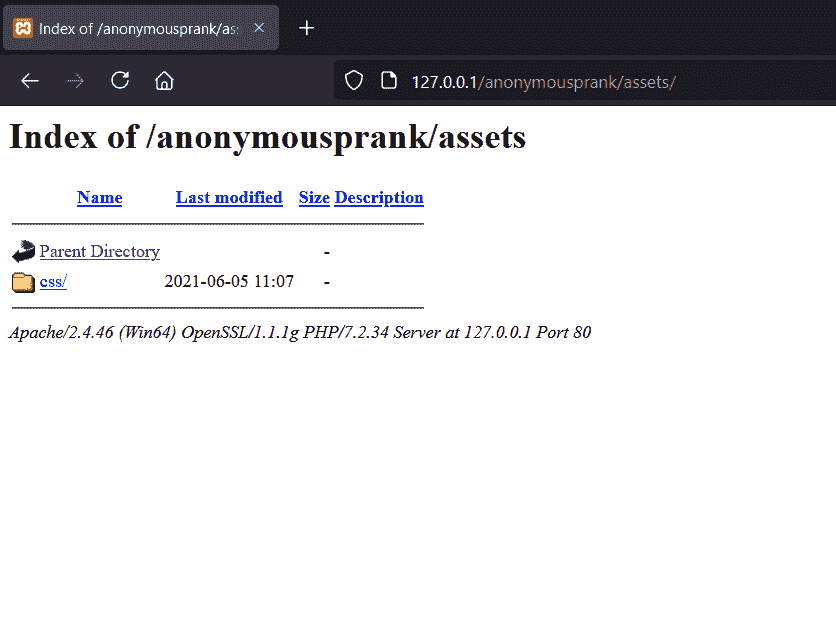 Index of /anonymousprank/as
127.0.0.1/anonymousprank/assets/
Index of /anonymousprank/assets
Name Last modified Size Description
Parent Directory -
css/ 2021-06-05 11:07 -
Apache/2.4.46 (Win64) OpenSSL/1.1.1g PHP/7.2.34 Server at 127.0.0.1 Port 80